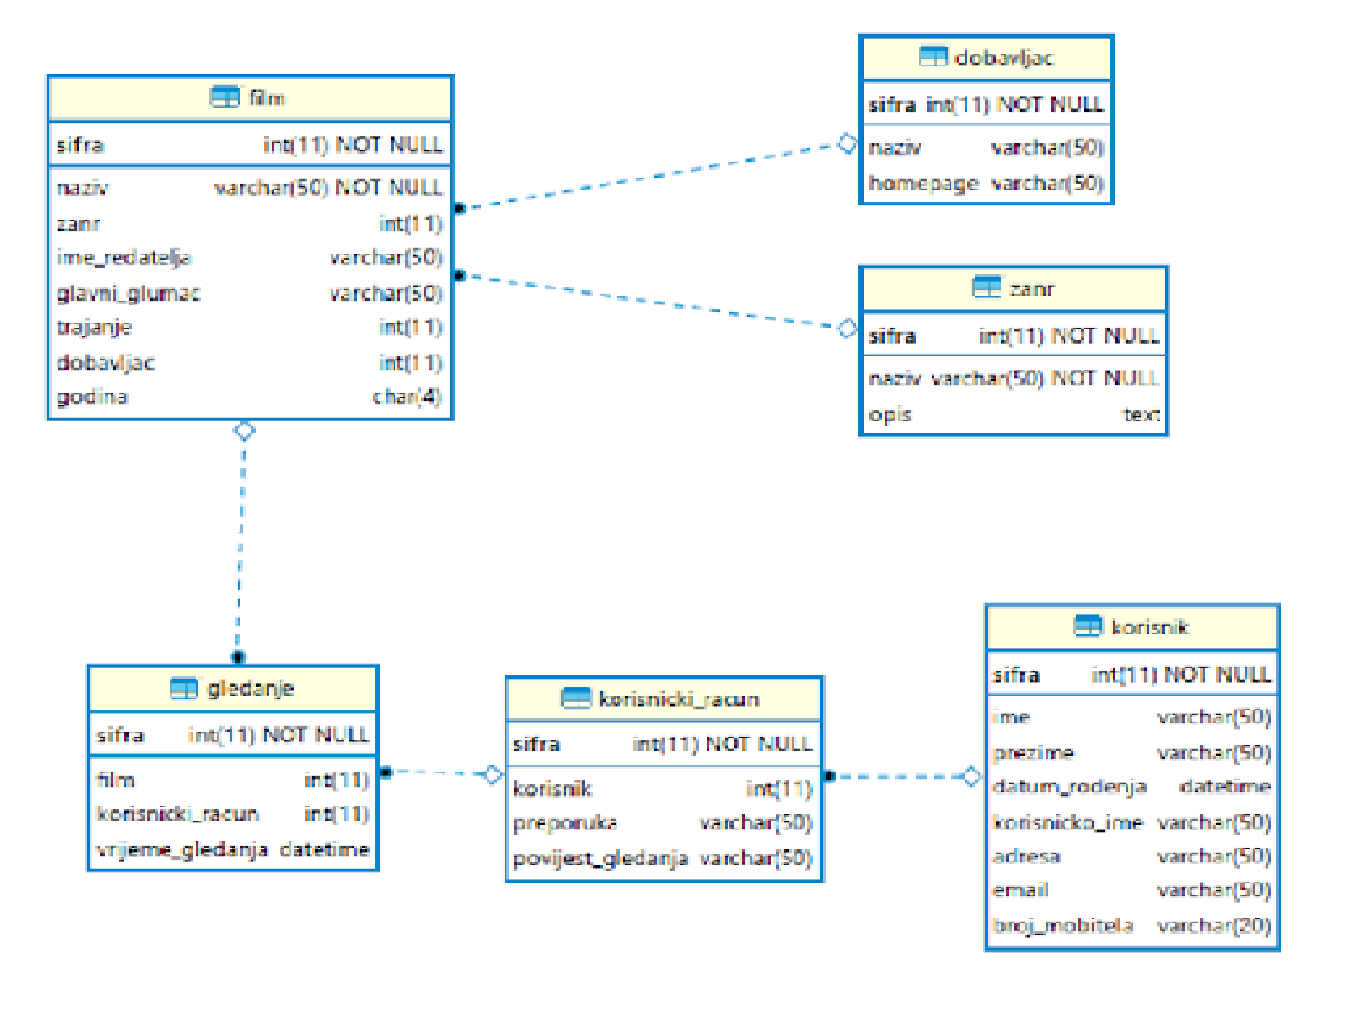 film
sifra int(11) NOT NULL
naziv varchar(50) NOT NULL
zanr int(11)
ime_redatelja varchar(50)
glavni_glumac varchar(50)
trajanje int(11)
dobavljac int(11)
godina char(4)
dobavljac
sifra int(11) NOT NULL
naziv varchar(50)
homepage varchar(50)
zanr
sifra int(11) NOT NULL
naziv varchar(50) NOT NULL
opis text
gledanje
sifra int(11) NOT NULL
film int(11)
korisnicki_racun int(11)
vrijeme_gledanja datetime
korisnicki_racun
sifra int(11) NOT NULL
korisnik int(11)
preporuka varchar(50)
povijest_gledanja varchar(50)
korisnik
sifra int(11) NOT NULL
ime varchar(50)
prezime varchar(50)
datum_rodenja datetime
korisnicko_ime varchar(50)
adresa varchar(50)
email varchar(50)
broj_mobitela varchar(20)